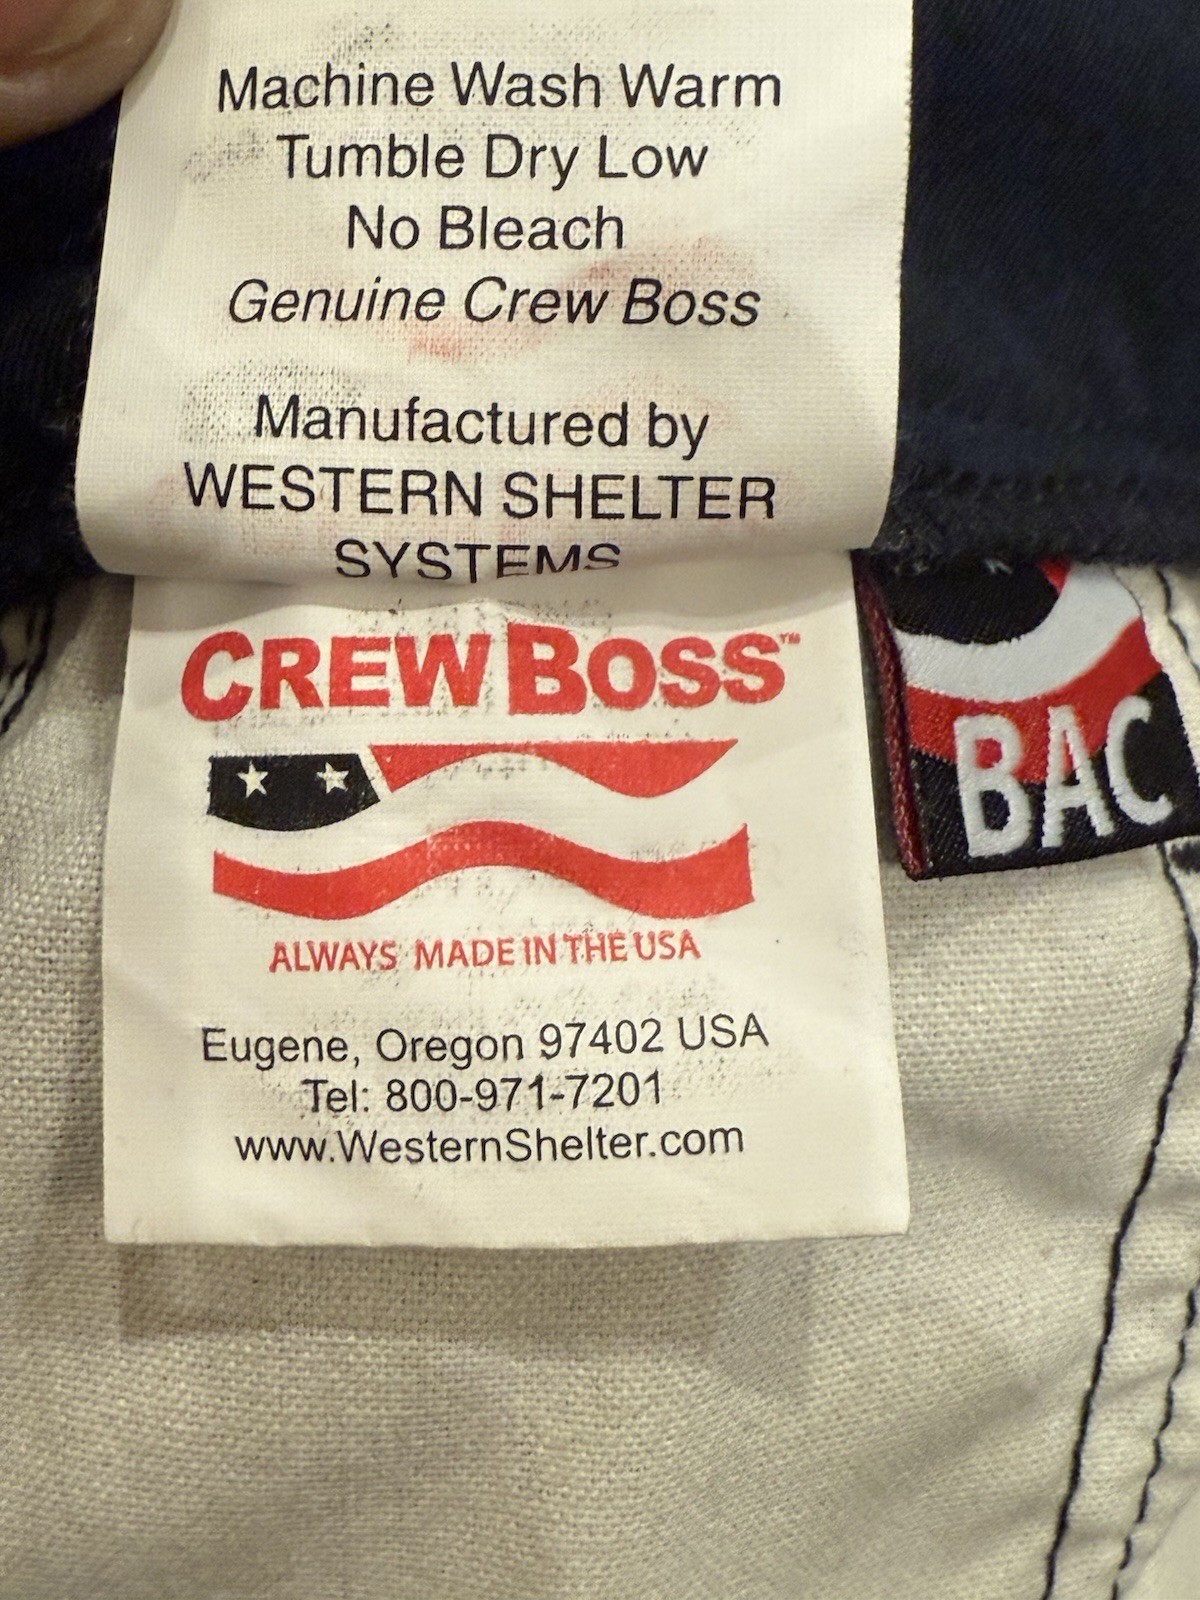 Machine Wash Warm
Tumble Dry Low
No Bleach
Genuine Crew Boss
Manufactured by
WESTERN SHELTER
SYSTEMS
CREW BOSS™
ALWAYS MADE IN THE USA
Eugene, Oregon 97402 USA
Tel: 800-971-7201
www.WesternShelter.com
BAC